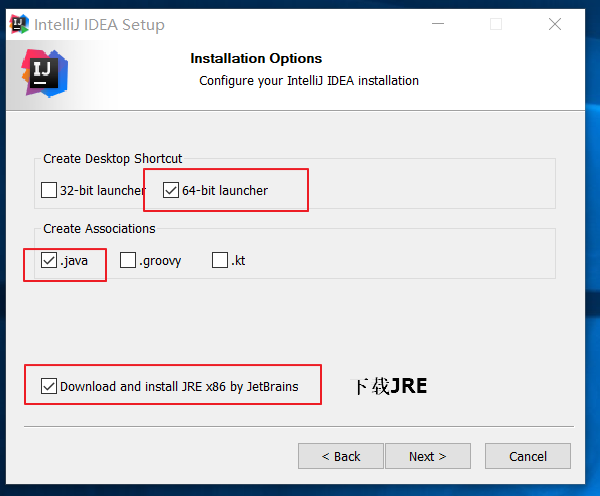 IntelliJ IDEA Setup
IJ
Installation Options
Configure your IntelliJ IDEA installation
Create Desktop Shortcut
32-bit launcher 64-bit launcher
Create Associations
.java .groovy .kt
Download and install JRE x86 by JetBrains 下载JRE
< Back Next > Cancel